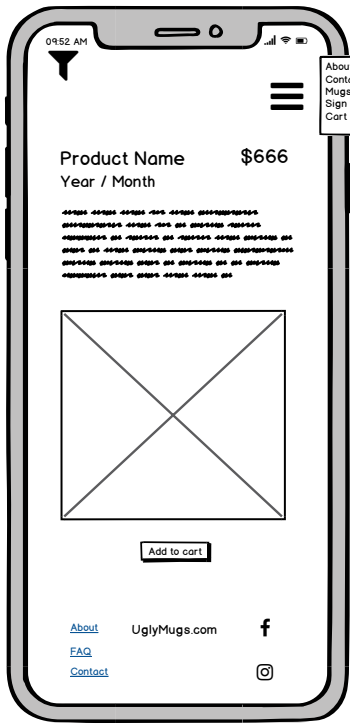 09:52 AM
Abou
Conta
Mugs
Sign
Cart
Product Name
$666
Year / Month
Add to cart
About
UglyMugs.com
FAQ
Contact